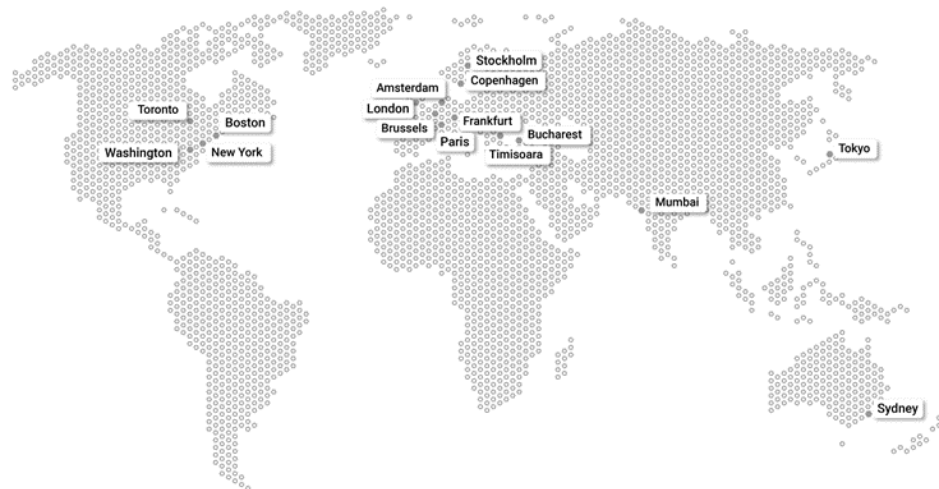 Stockholm
Copenhagen
Amsterdam
London
Toronto
Boston
Frankfurt
Brussels
Bucharest
Paris
Washington
New York
Timisoara
Tokyo
Mumbai
Sydney